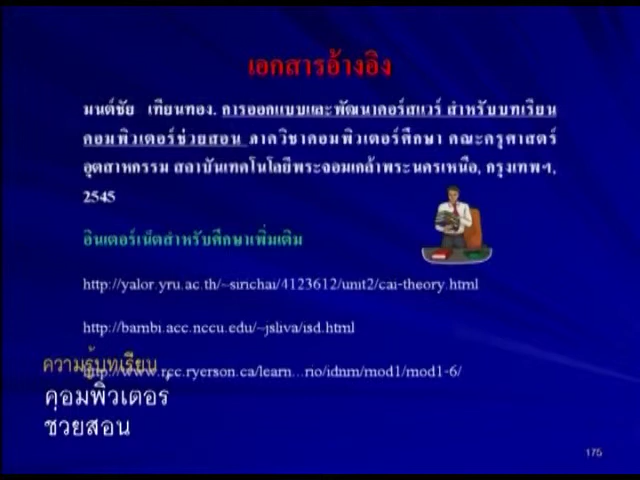 เอกสารอ้างอิง
มนต์ชัย เทียนทอง. การออกแบบและพัฒนาคอร์สแวร์ สำหรับบทเรียน
คอมพิวเตอร์ช่วยสอน ภาควิชาคอมพิวเตอร์ศึกษา คณะครุศาสตร์
อุตสาหกรรม สถาบันเทคโนโลยีพระจอมเกล้าพระนครเหนือ, กรุงเทพฯ,
2545
อินเตอร์เน็ตสำหรับศึกษาเพิ่มเติม
http://yalor.yru.ac.th/~sirichai/4123612/unit2/cai-theory.html
http://bambi.acc.nccu.edu/~jsliva/isd.html
http://www.rcc.ryerson.ca/learn...rio/idnm/mod1/mod1-6/
ความรู้บทเรียน
คอมพิวเตอร์
ช่วยสอน
175